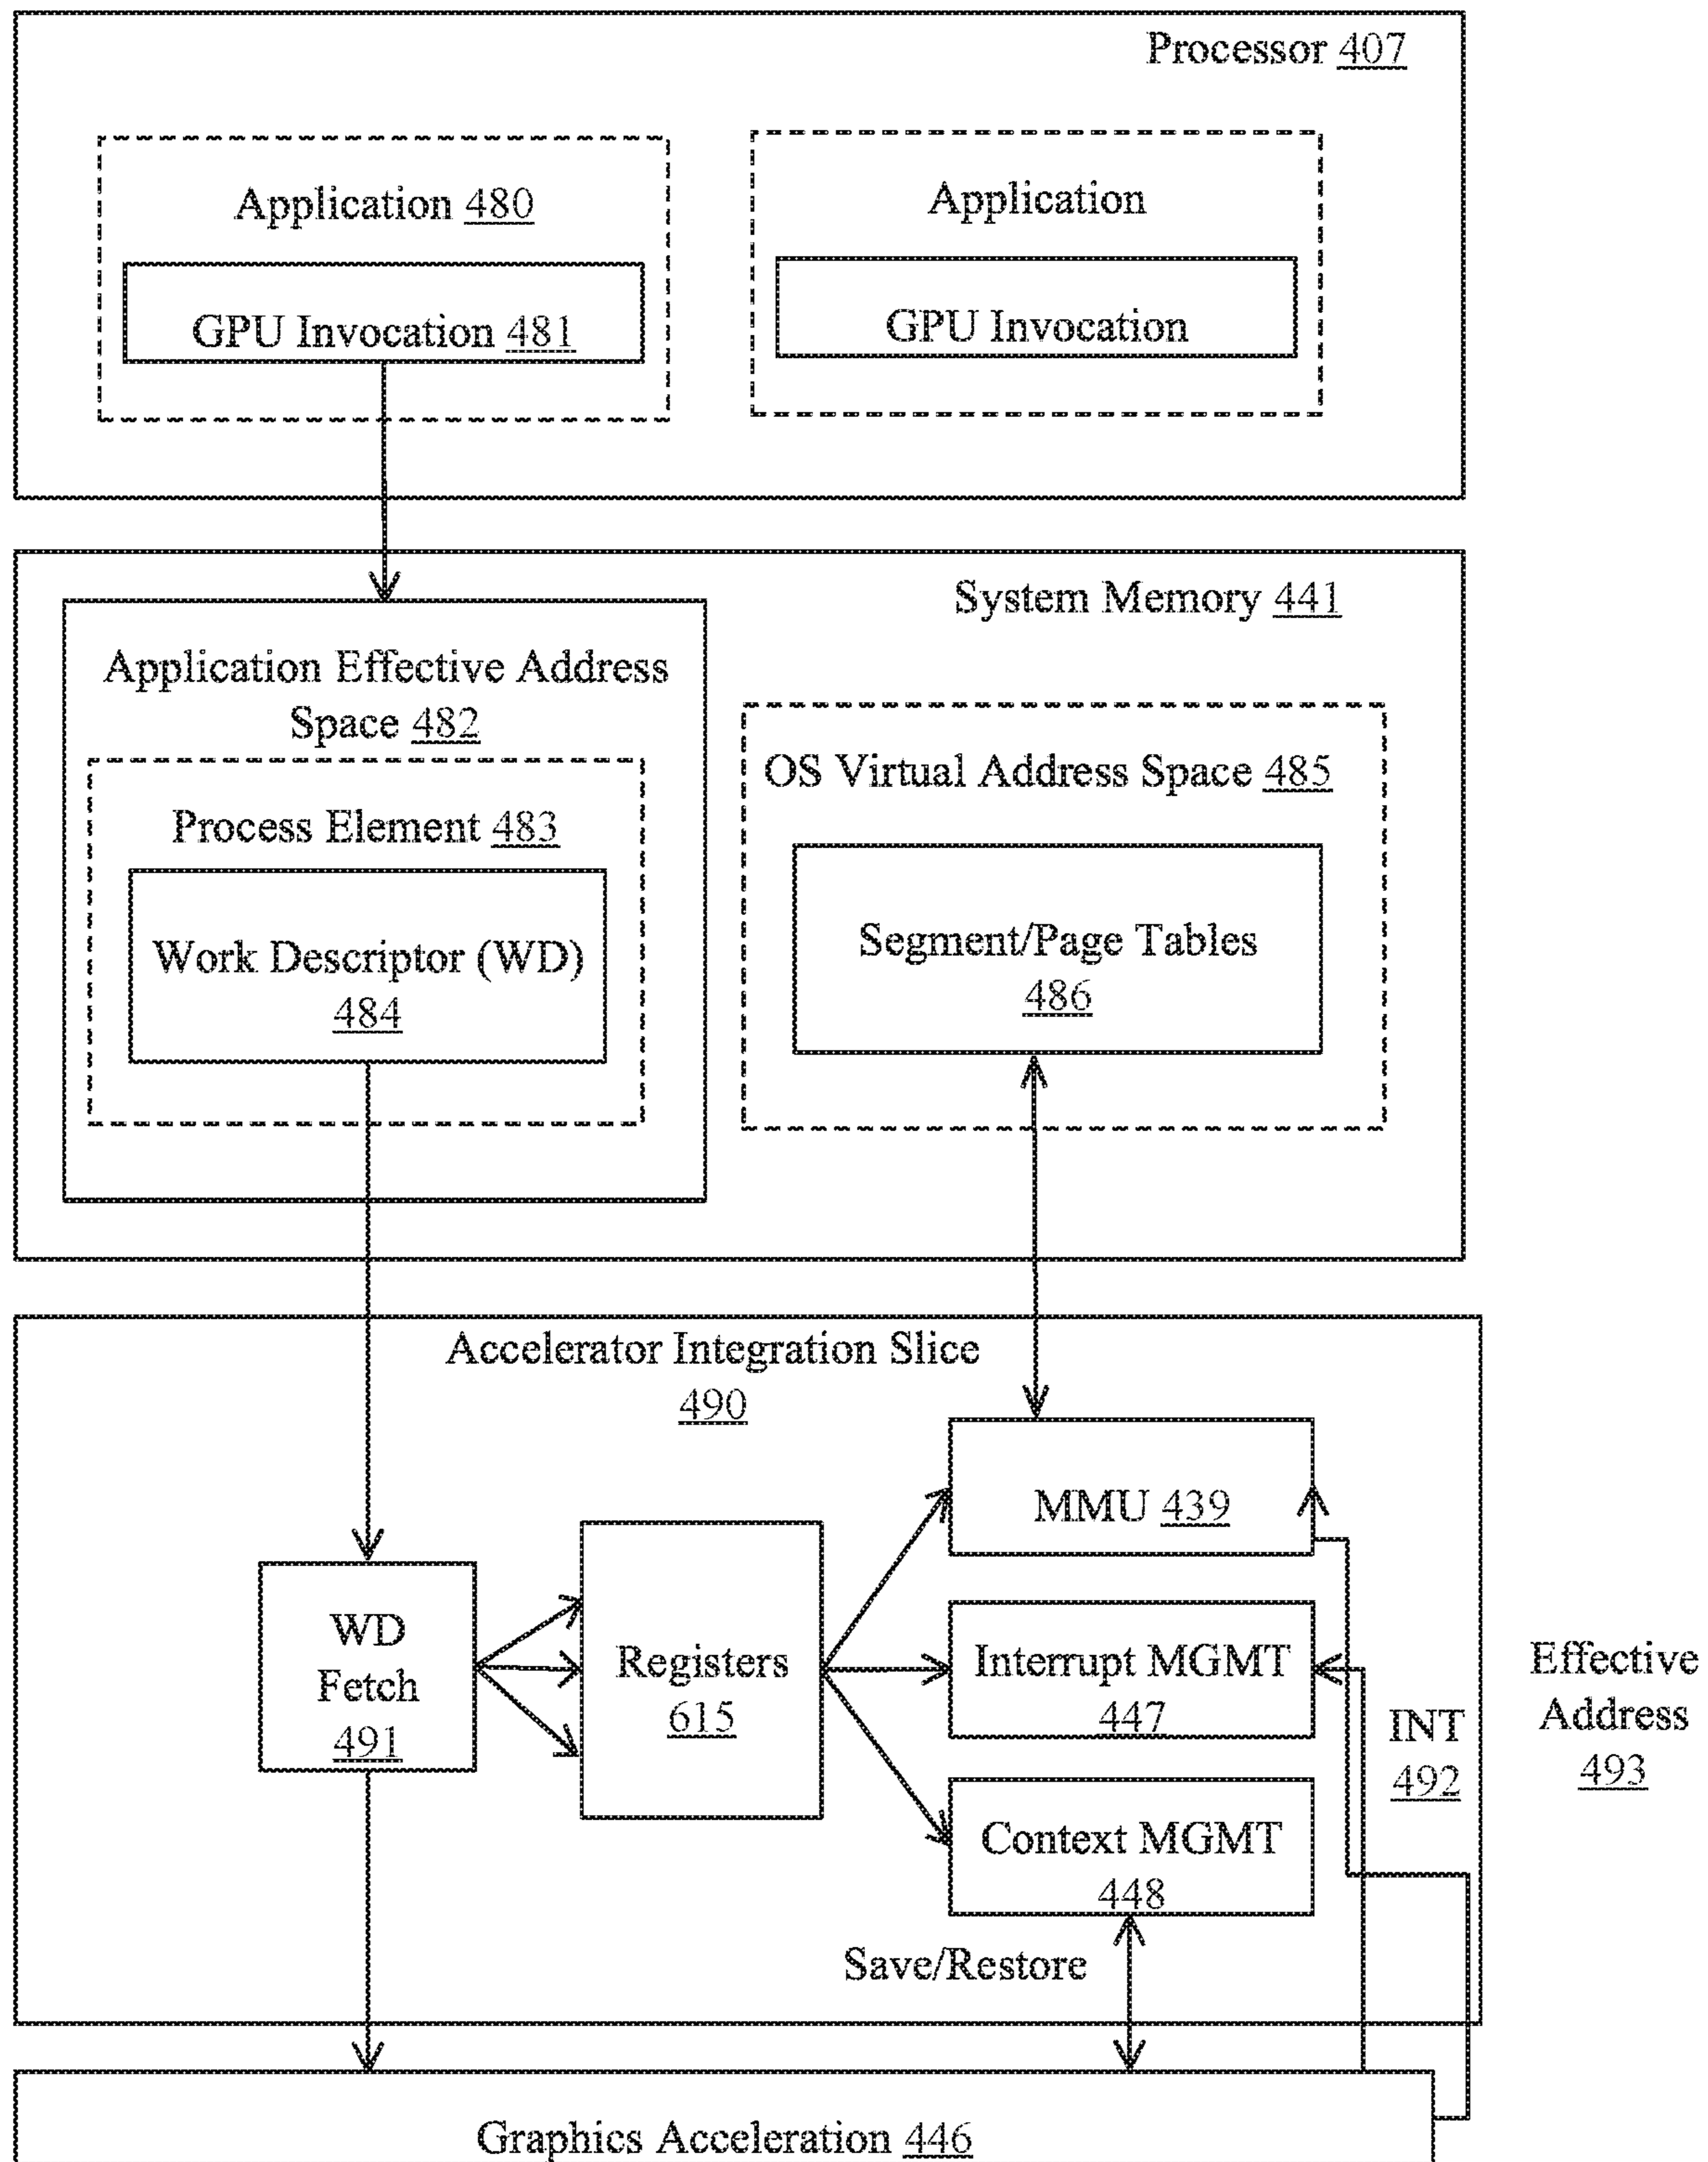 Processor 407
Application 480
GPU Invocation 481
Application
GPU Invocation
System Memory 441
Application Effective Address
Space 482
Process Element 483
Work Descriptor (WD)
484
OS Virtual Address Space 485
Segment/Page Tables
486
Accelerator Integration Slice
490
WD
Fetch
491
Registers
615
MMU 439
Interrupt MGMT
447
Context MGMT
448
INT
492
Effective
Address
493
Save/Restore
Graphics Acceleration 446